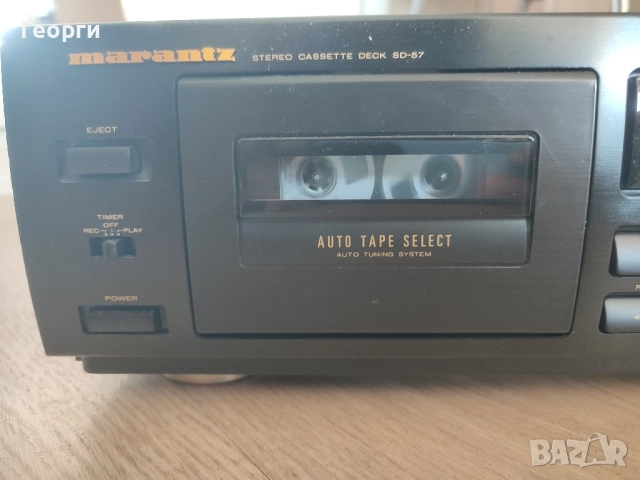 Георги
marantz STEREO CASSETTE DECK SD-57
EJECT
TIMER
OFF
REC PLAY
POWER
AUTO TAPE SELECT
AUTO TUNING SYSTEM
BAZAR